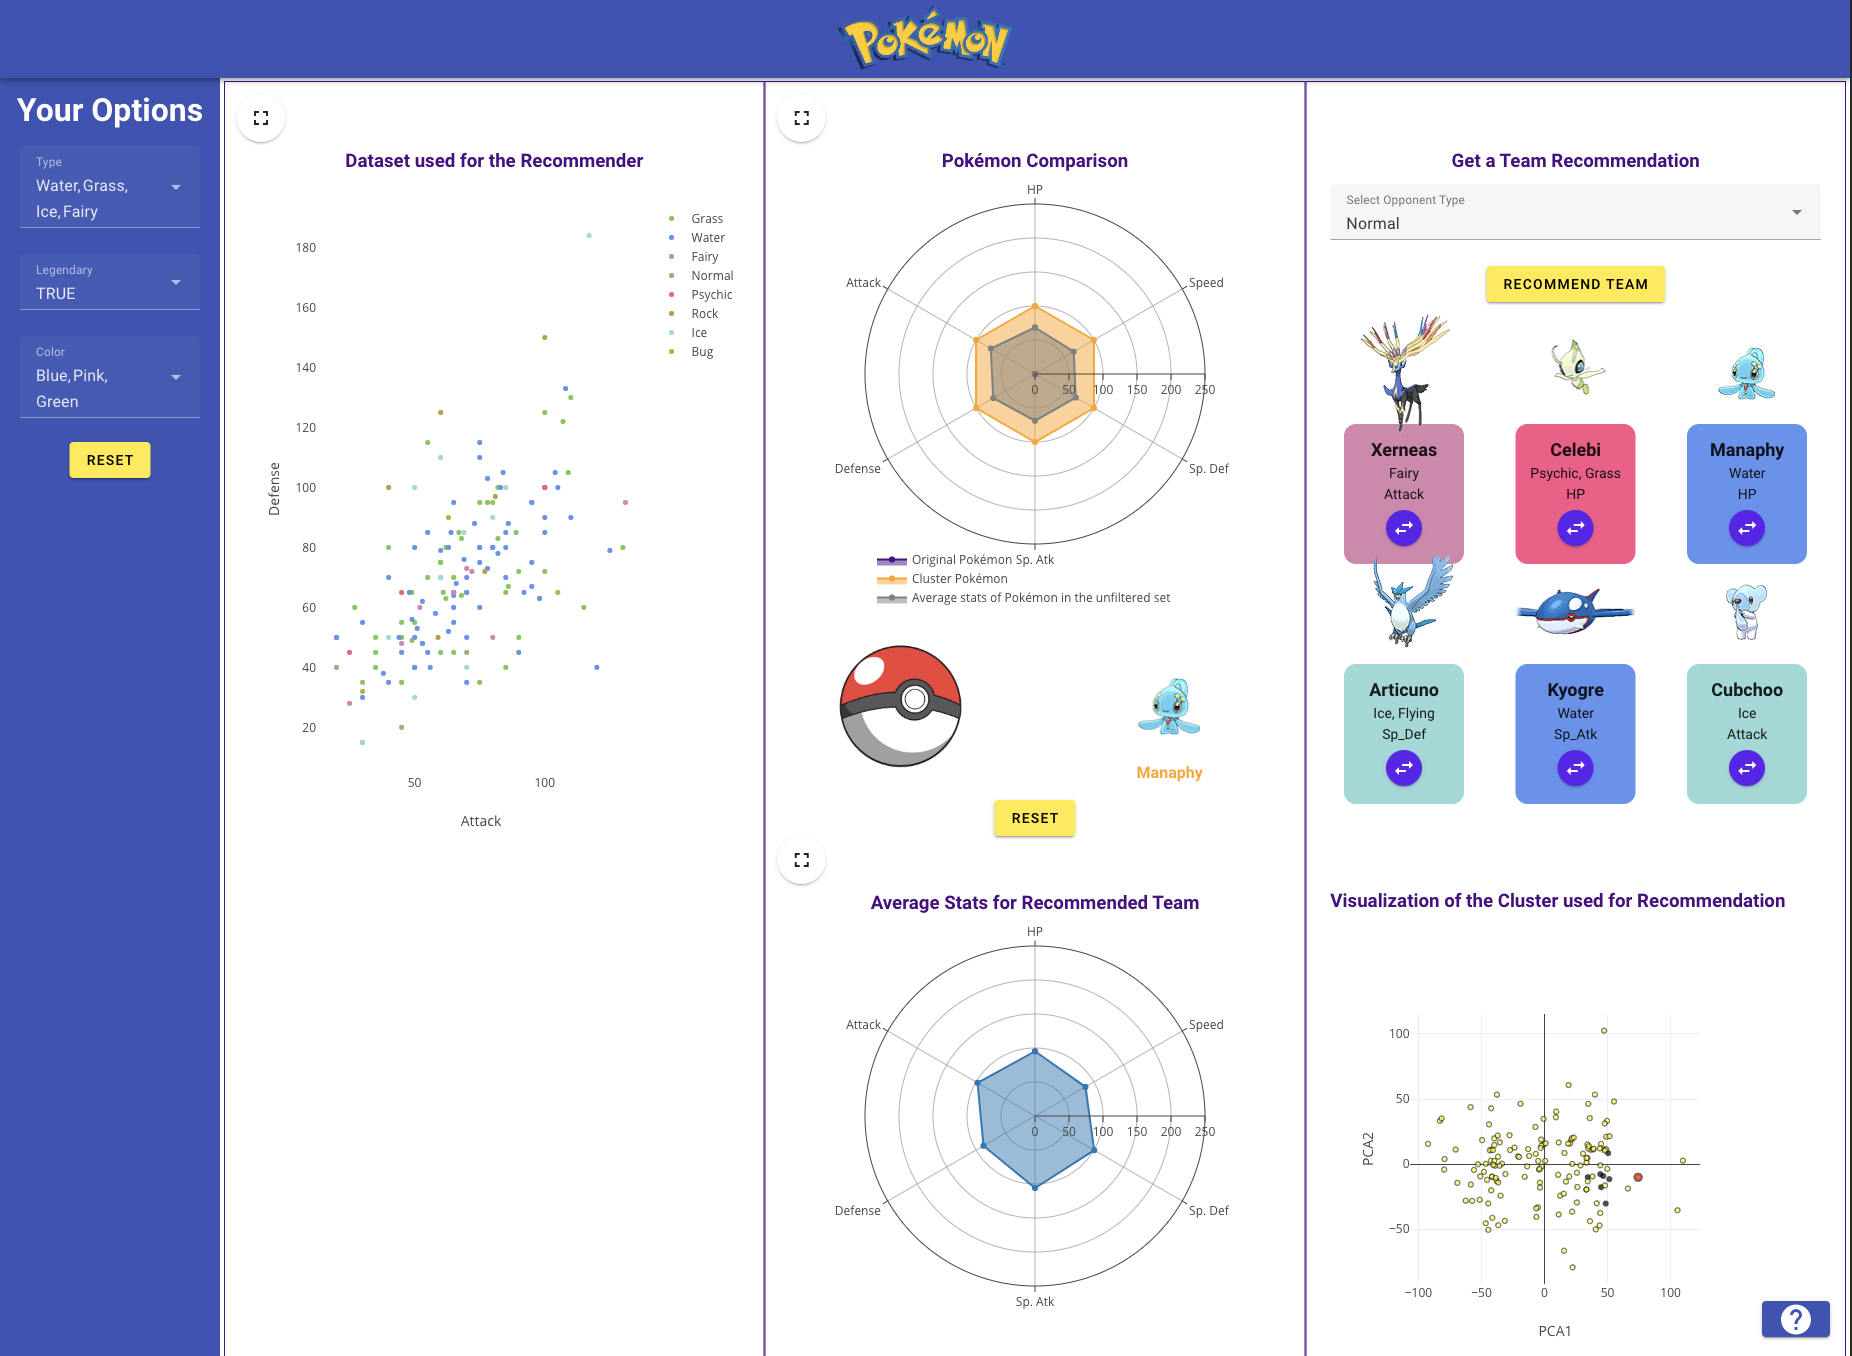 POKéMON
Your Options
Type
Water, Grass,
Ice, Fairy
Legendary
TRUE
Color
Blue, Pink,
Green
RESET
Dataset used for the Recommender
Grass
Water
Fairy
Normal
Psychic
Rock
Ice
Bug
180
160
140
120
100
80
60
40
20
Defense
50
100
Attack
Pokémon Comparison
HP
Attack
Speed
0
50
100
150
200
250
Defense
Sp. Def
Original Pokémon Sp. Atk
Cluster Pokémon
Average stats of Pokémon in the unfiltered set
Manaphy
RESET
Average Stats for Recommended Team
HP
Attack
Speed
0
50
100
150
200
250
Defense
Sp. Def
Sp. Atk
Get a Team Recommendation
Select Opponent Type
Normal
RECOMMEND TEAM
Xerneas
Fairy
Attack
Celebi
Psychic, Grass
HP
Manaphy
Water
HP
Articuno
Ice, Flying
Sp_Def
Kyogre
Water
Sp_Atk
Cubchoo
Ice
Attack
Visualization of the Cluster used for Recommendation
100
50
0
−50
PCA2
−100
−50
0
50
100
PCA1
?